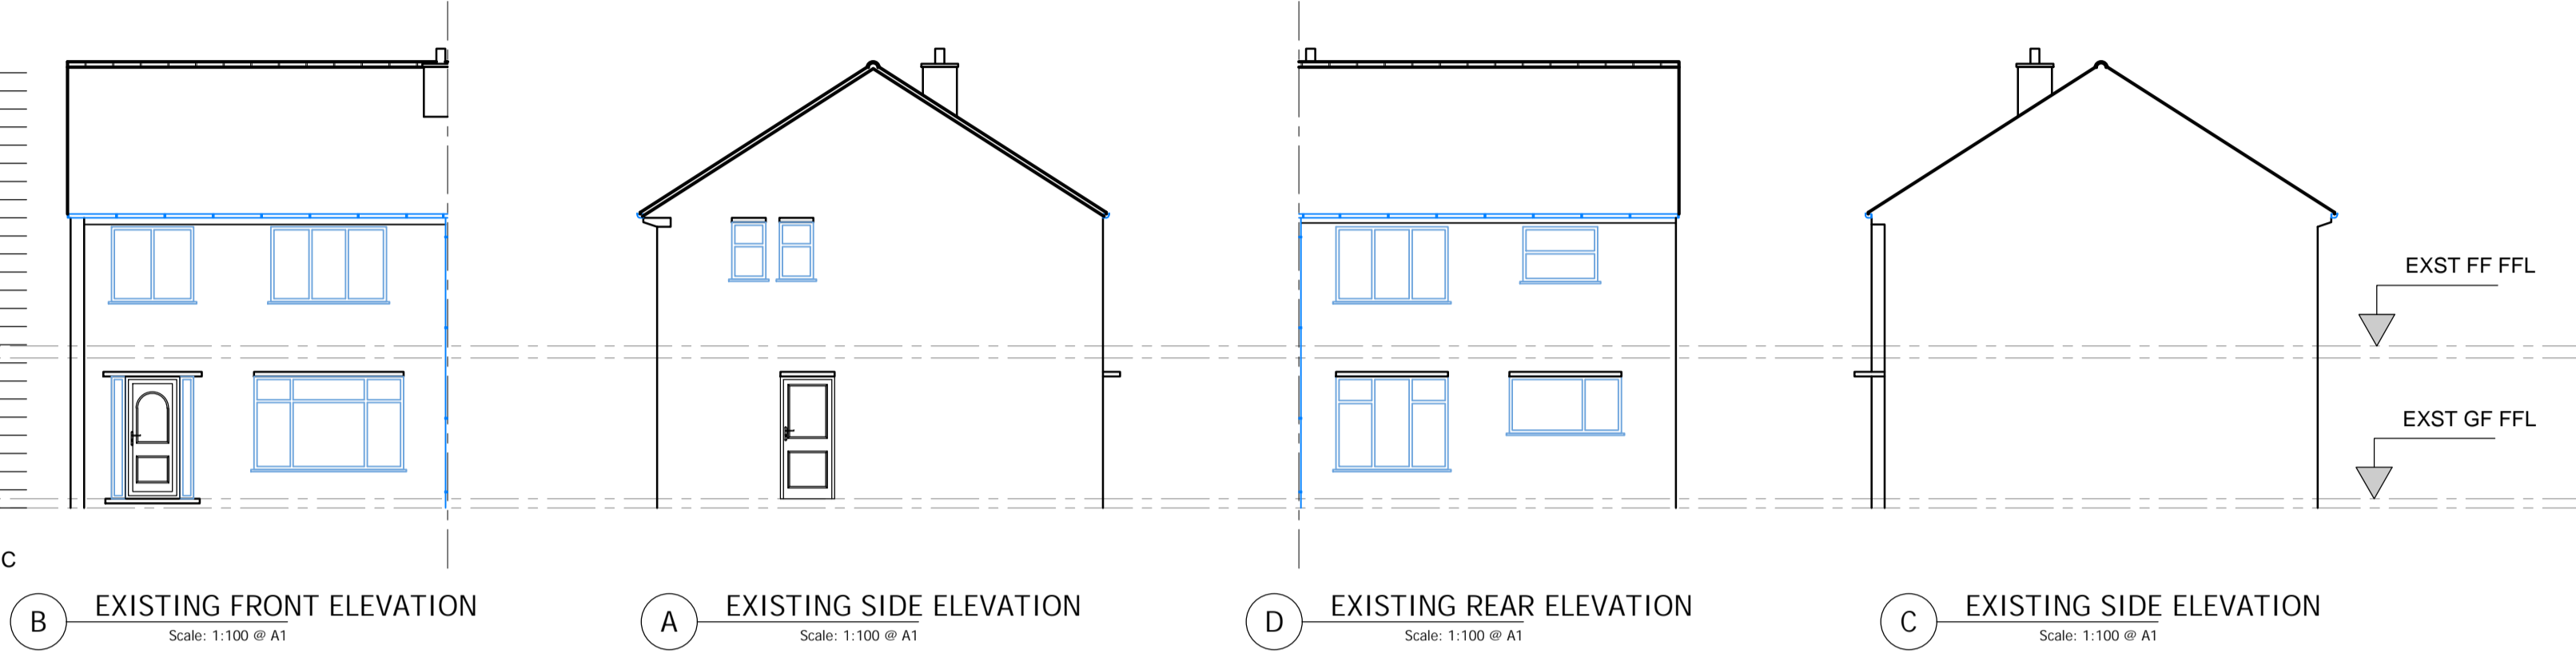 EXST FF FFL
EXST GF FFL
C
B
EXISTING FRONT ELEVATION
Scale: 1:100 @ A1
A
EXISTING SIDE ELEVATION
Scale: 1:100 @ A1
D
EXISTING REAR ELEVATION
Scale: 1:100 @ A1
C
EXISTING SIDE ELEVATION
Scale: 1:100 @ A1